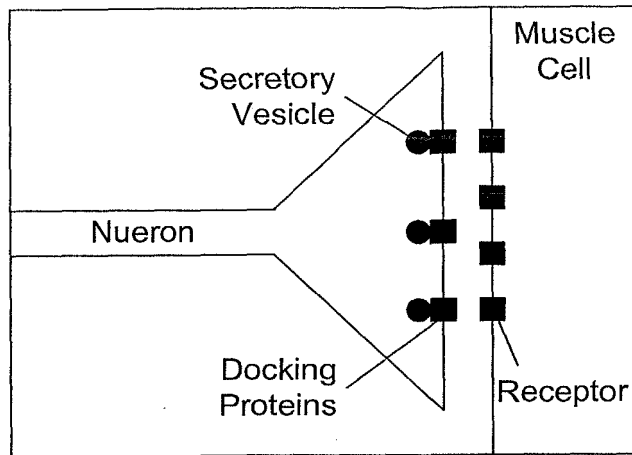 Muscle
Cell
Secretory
Vesicle
Nueron
Docking
Proteins
Receptor